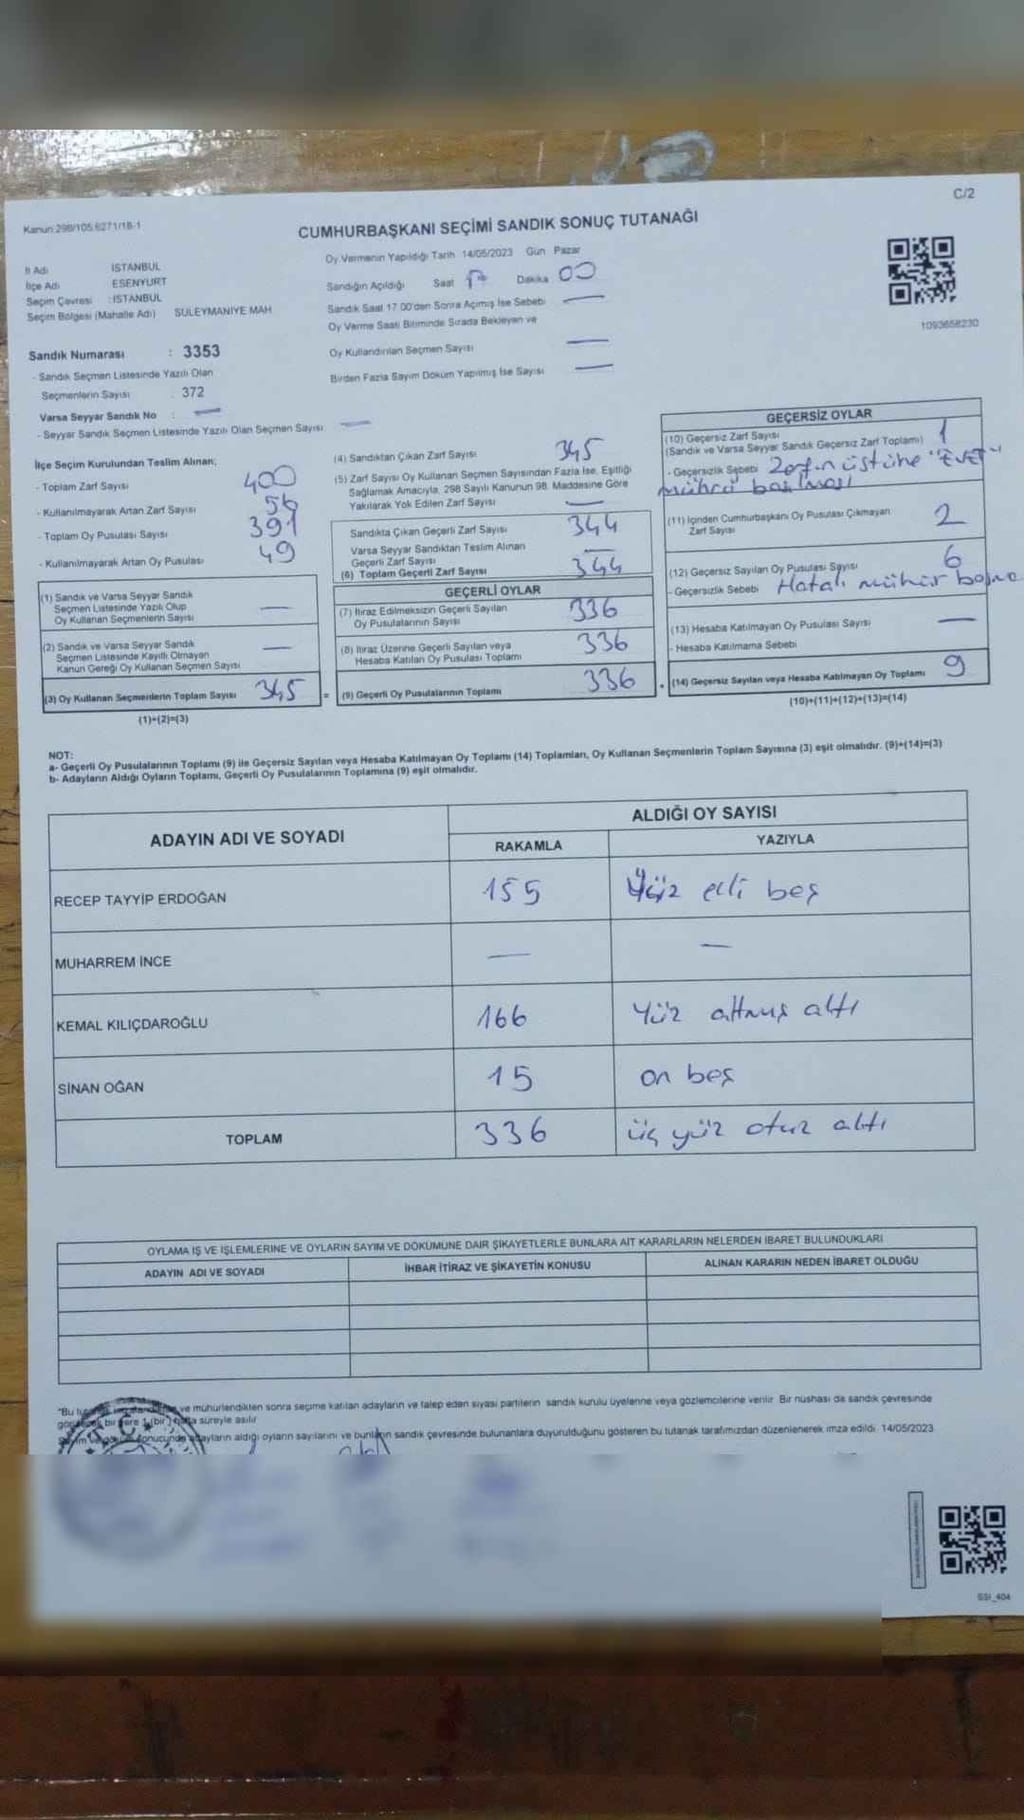 C/2
Kanun:298/105,6271/18-1
CUMHURBAŞKANI SEÇİMİ SANDIK SONUÇ TUTANAĞI
İl Adı İSTANBUL
İlçe Adı ESENYURT
Seçim Çevresi : İSTANBUL
Seçim Bölgesi (Mahalle Adı) SÜLEYMANİYE MAH
Sandık Numarası : 3353
- Sandık Seçmen Listesinde Yazılı Olan
Seçmenlerin Sayısı : 372
Varsa Seyyar Sandık No : —
- Seyyar Sandık Seçmen Listesinde Yazılı Olan Seçmen Sayısı —
Oy Vermenin Yapıldığı Tarih 14/05/2023 Gün Pazar
Sandığın Açıldığı Saat 17 Dakika 00
Sandık Saat 17.00'den Sonra Açılmış İse Sebebi —
Oy Verme Saati Bitiminde Sırada Bekleyen ve
Oy Kullandırılan Seçmen Sayısı —
Birden Fazla Sayım Döküm Yapılmış İse Sayısı —
1093658230
İlçe Seçim Kurulundan Teslim Alınan;
- Toplam Zarf Sayısı 400
- Kullanılmayarak Artan Zarf Sayısı
- Toplam Oy Pusulası Sayısı 391
- Kullanılmayarak Artan Oy Pusulası 49
(1) Sandık ve Varsa Seyyar Sandık
Seçmen Listesinde Yazılı Olup
Oy Kullanan Seçmenlerin Sayısı —
(2) Sandık ve Varsa Seyyar Sandık
Seçmen Listesinde Kayıtlı Olmayan
Kanun Gereği Oy Kullanan Seçmen Sayısı —
(3) Oy Kullanan Seçmenlerin Toplam Sayısı 345 =
(1)+(2)=(3)
(4) Sandıktan Çıkan Zarf Sayısı 345
(5) Zarf Sayısı Oy Kullanan Seçmen Sayısından Fazla İse, Eşitliği
Sağlamak Amacıyla, 298 Sayılı Kanunun 98. Maddesine Göre
Yakılarak Yok Edilen Zarf Sayısı —
Sandıkta Çıkan Geçerli Zarf Sayısı 344
Varsa Seyyar Sandıktan Teslim Alınan
Geçerli Zarf Sayısı —
(6) Toplam Geçerli Zarf Sayısı 344
GEÇERLİ OYLAR
(7) İtiraz Edilmeksizin Geçerli Sayılan
Oy Pusulalarının Sayısı 336
(8) İtiraz Üzerine Geçerli Sayılan veya
Hesaba Katılan Oy Pusulası Toplamı 336
(9) Geçerli Oy Pusulalarının Toplamı 336 +
GEÇERSİZ OYLAR
(10) Geçersiz Zarf Sayısı
(Sandık ve Varsa Seyyar Sandık Geçersiz Zarf Toplamı) 1
- Geçersizlik Sebebi Zarfın üstüne "EVET"
mührü basılması
(11) İçinden Cumhurbaşkanı Oy Pusulası Çıkmayan
Zarf Sayısı 2
(12) Geçersiz Sayılan Oy Pusulası Sayısı 6
- Geçersizlik Sebebi Hatalı mühür
(13) Hesaba Katılmayan Oy Pusulası Sayısı —
- Hesaba Katılmama Sebebi
(14) Geçersiz Sayılan veya Hesaba Katılmayan Oy Toplamı 9
(10)+(11)+(12)+(13)=(14)
NOT:
a- Geçerli Oy Pusulalarının Toplamı (9) ile Geçersiz Sayılan veya Hesaba Katılmayan Oy Toplamı (14) Toplamları, Oy Kullanan Seçmenlerin Toplam Sayısına (3) eşit olmalıdır. (9)+(14)=(3)
b- Adayların Aldığı Oyların Toplamı, Geçerli Oy Pusulalarının Toplamına (9) eşit olmalıdır.
ADAYIN ADI VE SOYADI ALDIĞI OY SAYISI
RAKAMLA YAZIYLA
RECEP TAYYİP ERDOĞAN 155 Yüz elli beş
MUHARREM İNCE — —
KEMAL KILIÇDAROĞLU 166 Yüz altmış altı
SİNAN OĞAN 15 on beş
TOPLAM 336 üç yüz otuz altı
OYLAMA İŞ VE İŞLEMLERİNE VE OYLARIN SAYIM VE DÖKÜMÜNE DAİR ŞİKAYETLERLE BUNLARA AİT KARARLARIN NELERDEN İBARET BULUNDUKLARI
ADAYIN ADI VE SOYADI İHBAR İTİRAZ VE ŞİKAYETİN KONUSU ALINAN KARARIN NEDEN İBARET OLDUĞU
"Bu ve mühürlendikten sonra seçime katılan adayların ve talep eden siyasi partilerin sandık kurulu üyelerine veya gözlemcilerine verilir. Bir nüshası da sandık çevresinde
bir yere 1 (bir) hafta süreyle asılır
adayların aldığı oyların sayılarını ve bunların sandık çevresinde bulunanlara duyurulduğunu gösteren bu tutanak tarafımızdan düzenlenerek imza edildi. 14/05/2023
SSİ_404